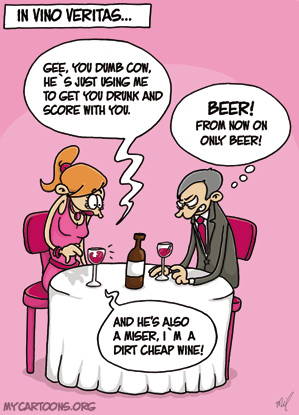 IN VINO VERITAS...
GEE, YOU DUMB COW,
HE`S JUST USING ME
TO GET YOU DRUNK AND
SCORE WITH YOU.
BEER!
FROM NOW ON
ONLY BEER!
AND HE'S ALSO
A MISER, I`M A
DIRT CHEAP WINE!
MYCARTOONS.ORG